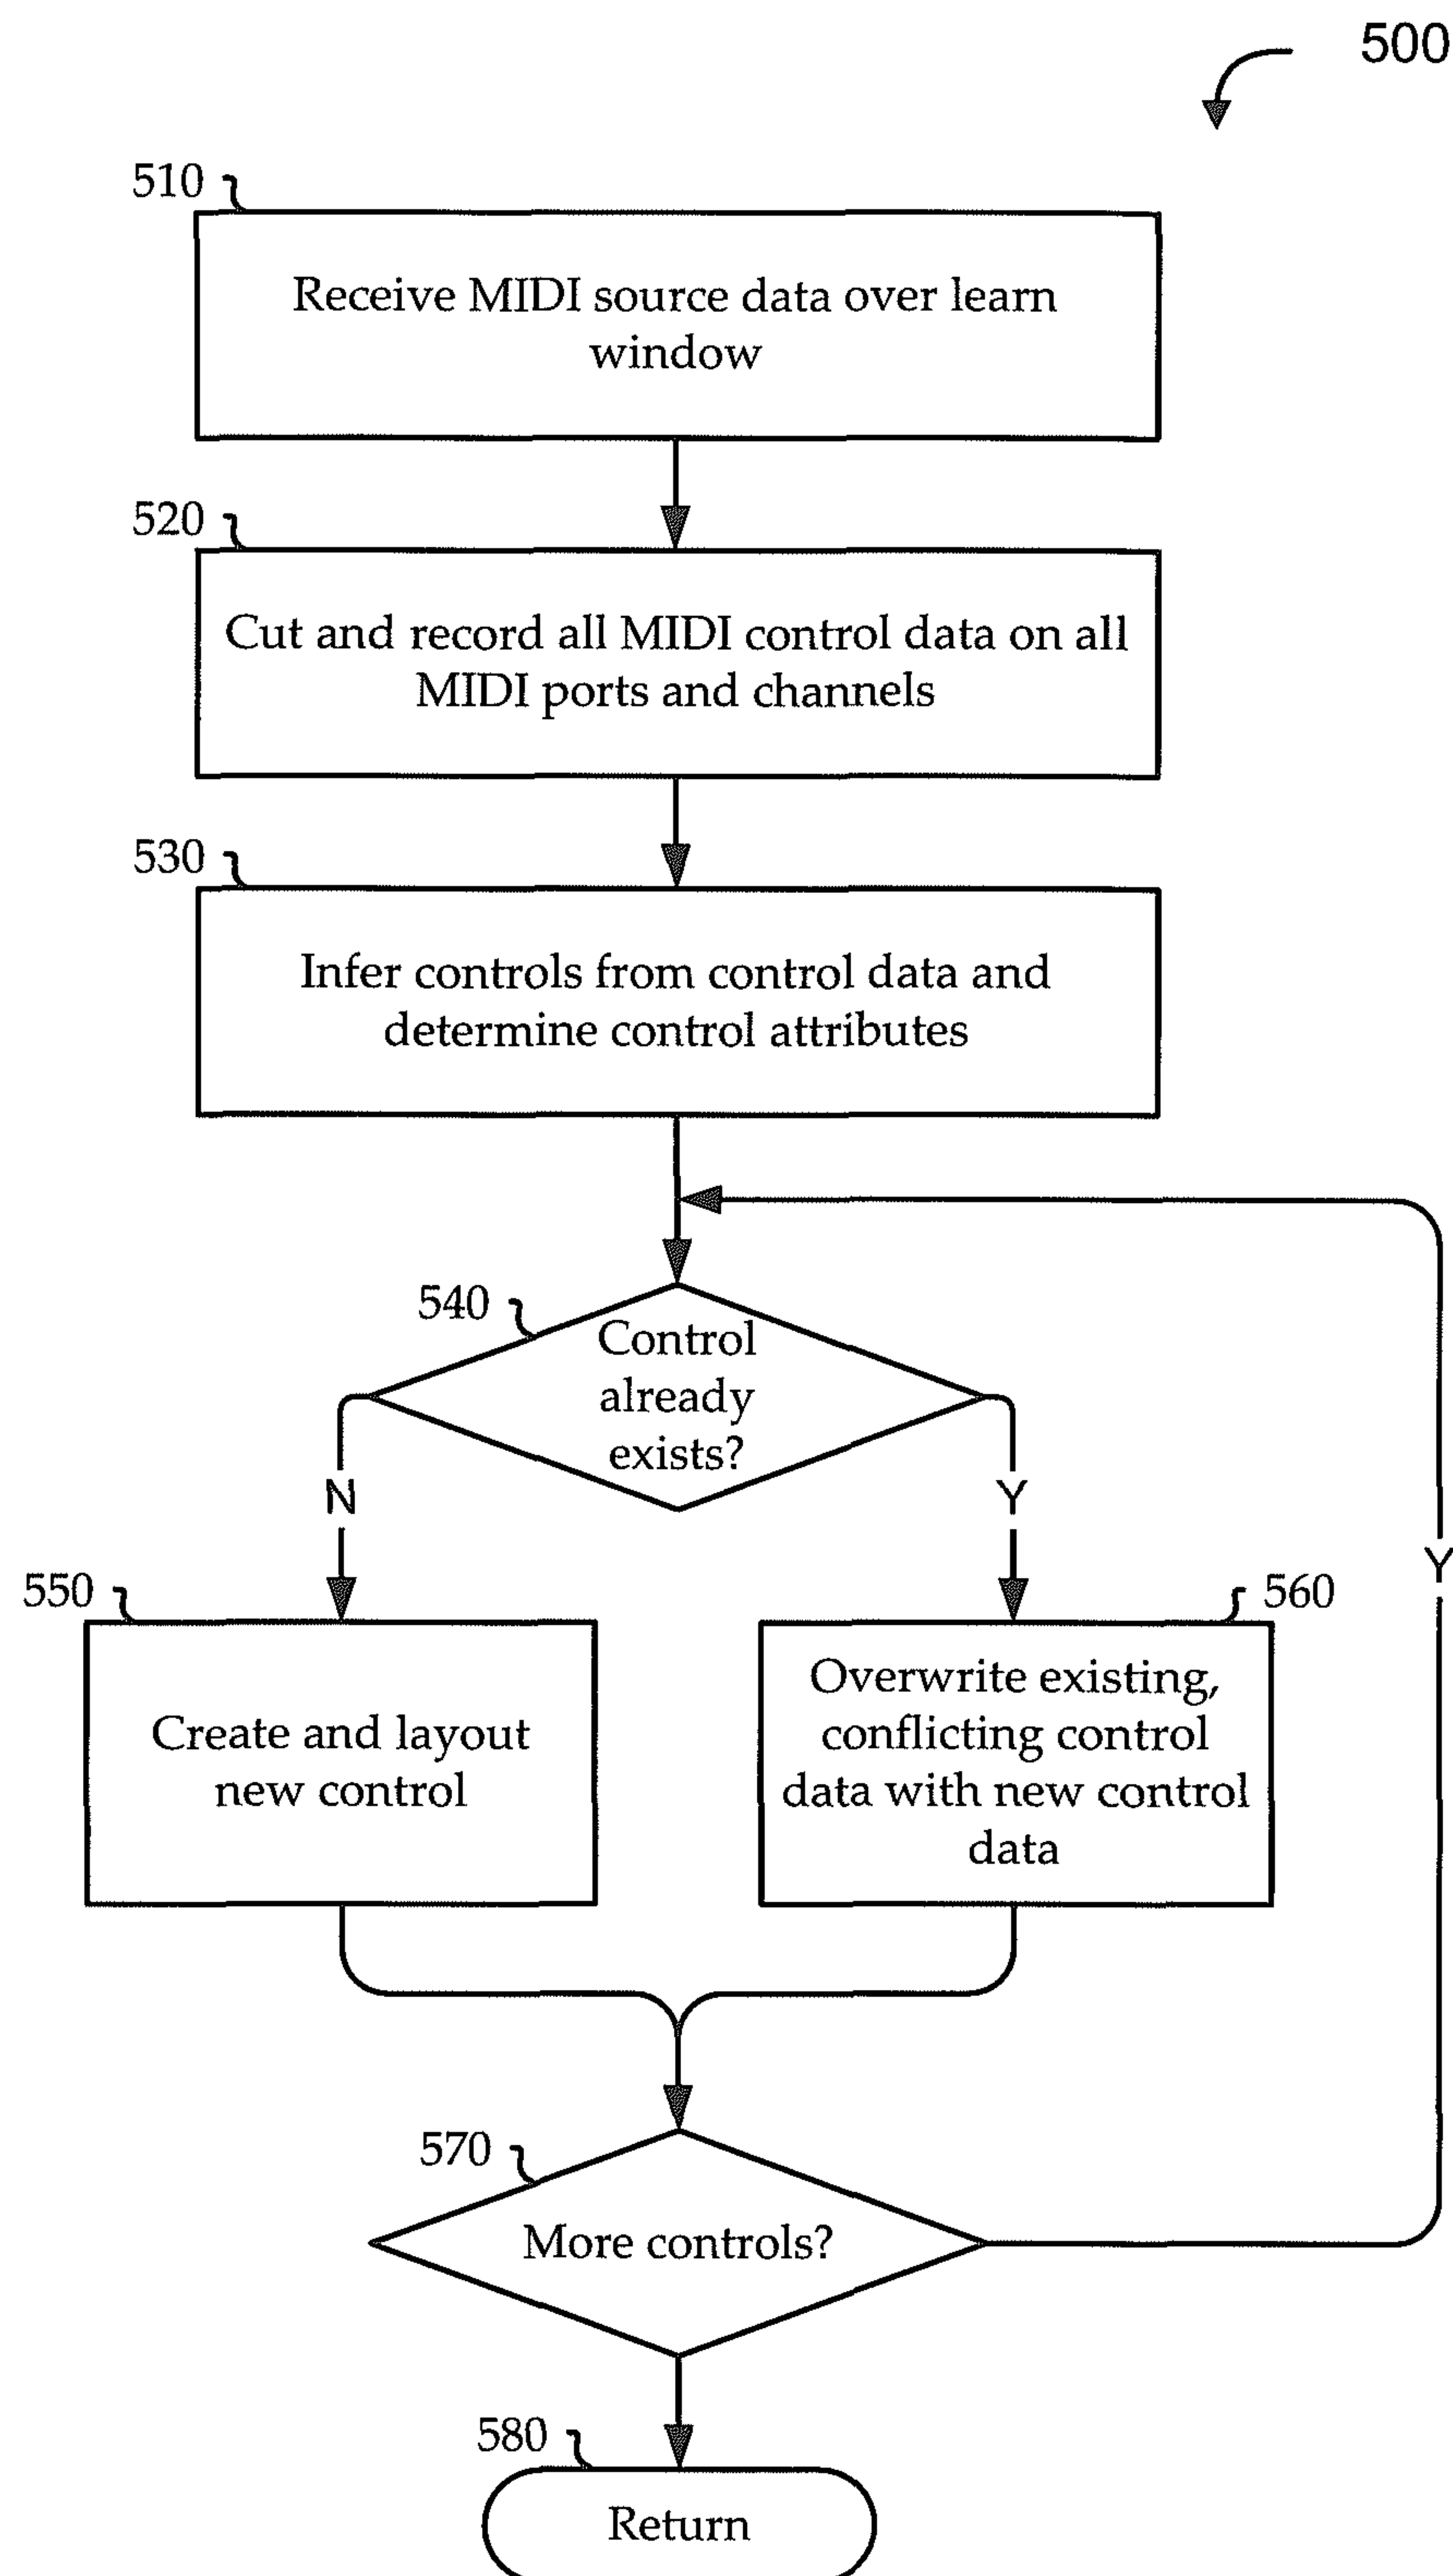 500
510
Receive MIDI source data over learn
window
520
Cut and record all MIDI control data on all
MIDI ports and channels
530
Infer controls from control data and
determine control attributes
540
Control
already
exists?
N
Y
Y
550
560
Create and layout
new control
Overwrite existing,
conflicting control
data with new control
data
570
More controls?
580
Return